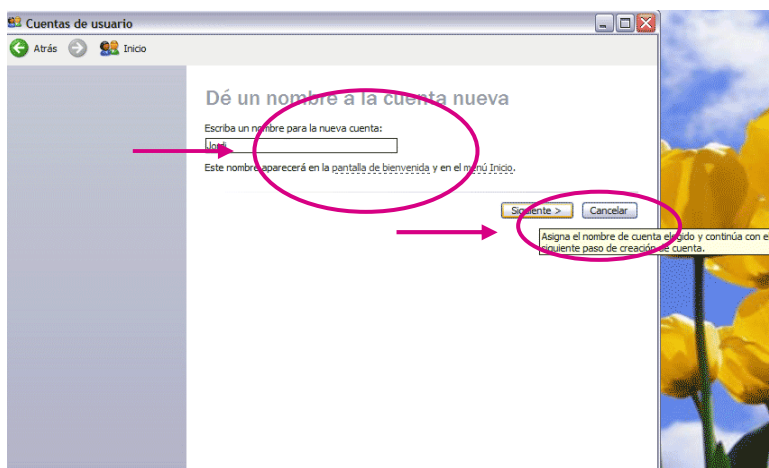 Cuentas de usuario
Atrás
Inicio
Dé un nombre a la cuenta nueva
Escriba un nombre para la nueva cuenta:
Jordi
Este nombre aparecerá en la pantalla de bienvenida y en el menú Inicio.
Siguiente > Cancelar
Asigna el nombre de cuenta elegido y continúa con el
siguiente paso de creación de cuenta.